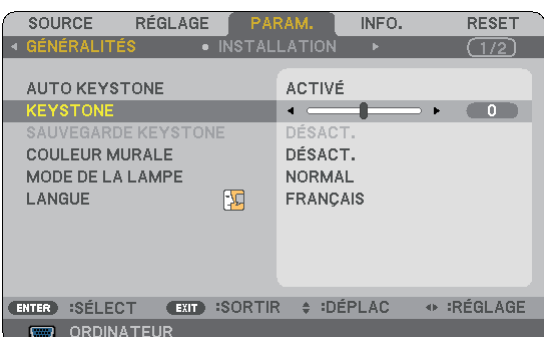 SOURCE RÉGLAGE PARAM. INFO. RESET
GÉNÉRALITÉS • INSTALLATION (1/2)
AUTO KEYSTONE ACTIVÉ
KEYSTONE 0
SAUVEGARDE KEYSTONE DÉSACT.
COULEUR MURALE DÉSACT.
MODE DE LA LAMPE NORMAL
LANGUE FRANÇAIS
ENTER :SÉLECT EXIT :SORTIR :DÉPLAC :RÉGLAGE
ORDINATEUR